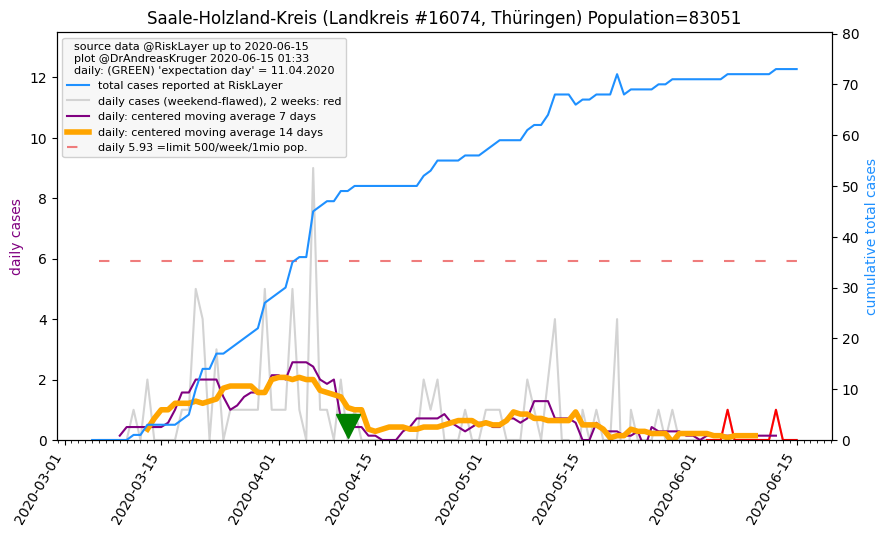 Saale-Holzland-Kreis (Landkreis #16074, Thüringen) Population=83051
source data @RiskLayer up to 2020-06-15
plot @DrAndreasKruger 2020-06-15 01:33
daily: (GREEN) 'expectation day' = 11.04.2020
total cases reported at RiskLayer
daily cases (weekend-flawed), 2 weeks: red
daily: centered moving average 7 days
daily: centered moving average 14 days
daily 5.93 =limit 500/week/1mio pop.
daily cases
12
10
8
6
4
2
0
cumulative total cases
80
70
60
50
40
30
20
10
0
2020-03-01
2020-03-15
2020-04-01
2020-04-15
2020-05-01
2020-05-15
2020-06-01
2020-06-15